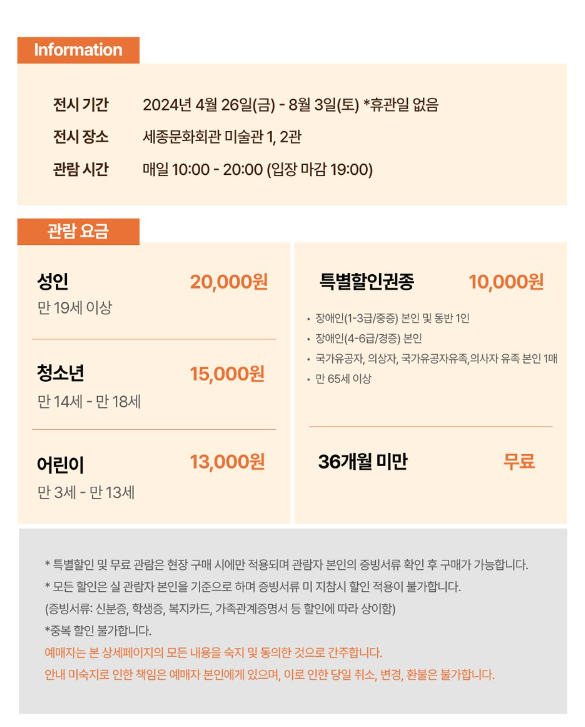 Information
전시 기간 2024년 4월 26일(금) - 8월 3일(토) *휴관일 없음
전시 장소 세종문화회관 미술관 1, 2관
관람 시간 매일 10:00 - 20:00 (입장 마감 19:00)
관람 요금
성인 20,000원
만 19세 이상
청소년 15,000원
만 14세 - 만 18세
어린이 13,000원
만 3세 - 만 13세
특별할인권종 10,000원
• 장애인(1-3급/중증) 본인 및 동반 1인
• 장애인(4-6급/경증) 본인
• 국가유공자, 의상자, 국가유공자유족,의사자 유족 본인 1매
• 만 65세 이상
36개월 미만 무료
* 특별할인 및 무료 관람은 현장 구매 시에만 적용되며 관람자 본인의 증빙서류 확인 후 구매가 가능합니다.
* 모든 할인은 실 관람자 본인을 기준으로 하며 증빙서류 미 지참시 할인 적용이 불가합니다.
(증빙서류: 신분증, 학생증, 복지카드, 가족관계증명서 등 할인에 따라 상이함)
*중복 할인 불가합니다.
예매자는 본 상세페이지의 모든 내용을 숙지 및 동의한 것으로 간주합니다.
안내 미숙지로 인한 책임은 예매자 본인에게 있으며, 이로 인한 당일 취소, 변경, 환불은 불가합니다.